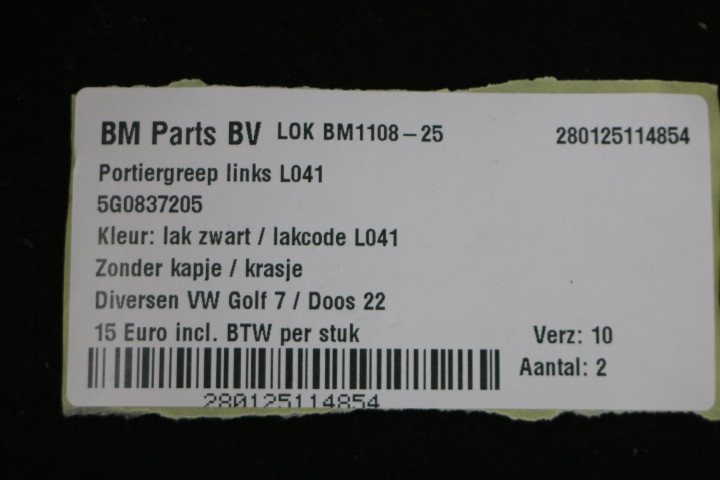 BM Parts BV LOK BM1108-25 280125114854
Portiergreep links L041
5G0837205
Kleur: lak zwart / lakcode L041
Zonder kapje / krasje
Diversen VW Golf 7 / Doos 22
15 Euro incl. BTW per stuk Verz: 10
Aantal: 2
280125114854